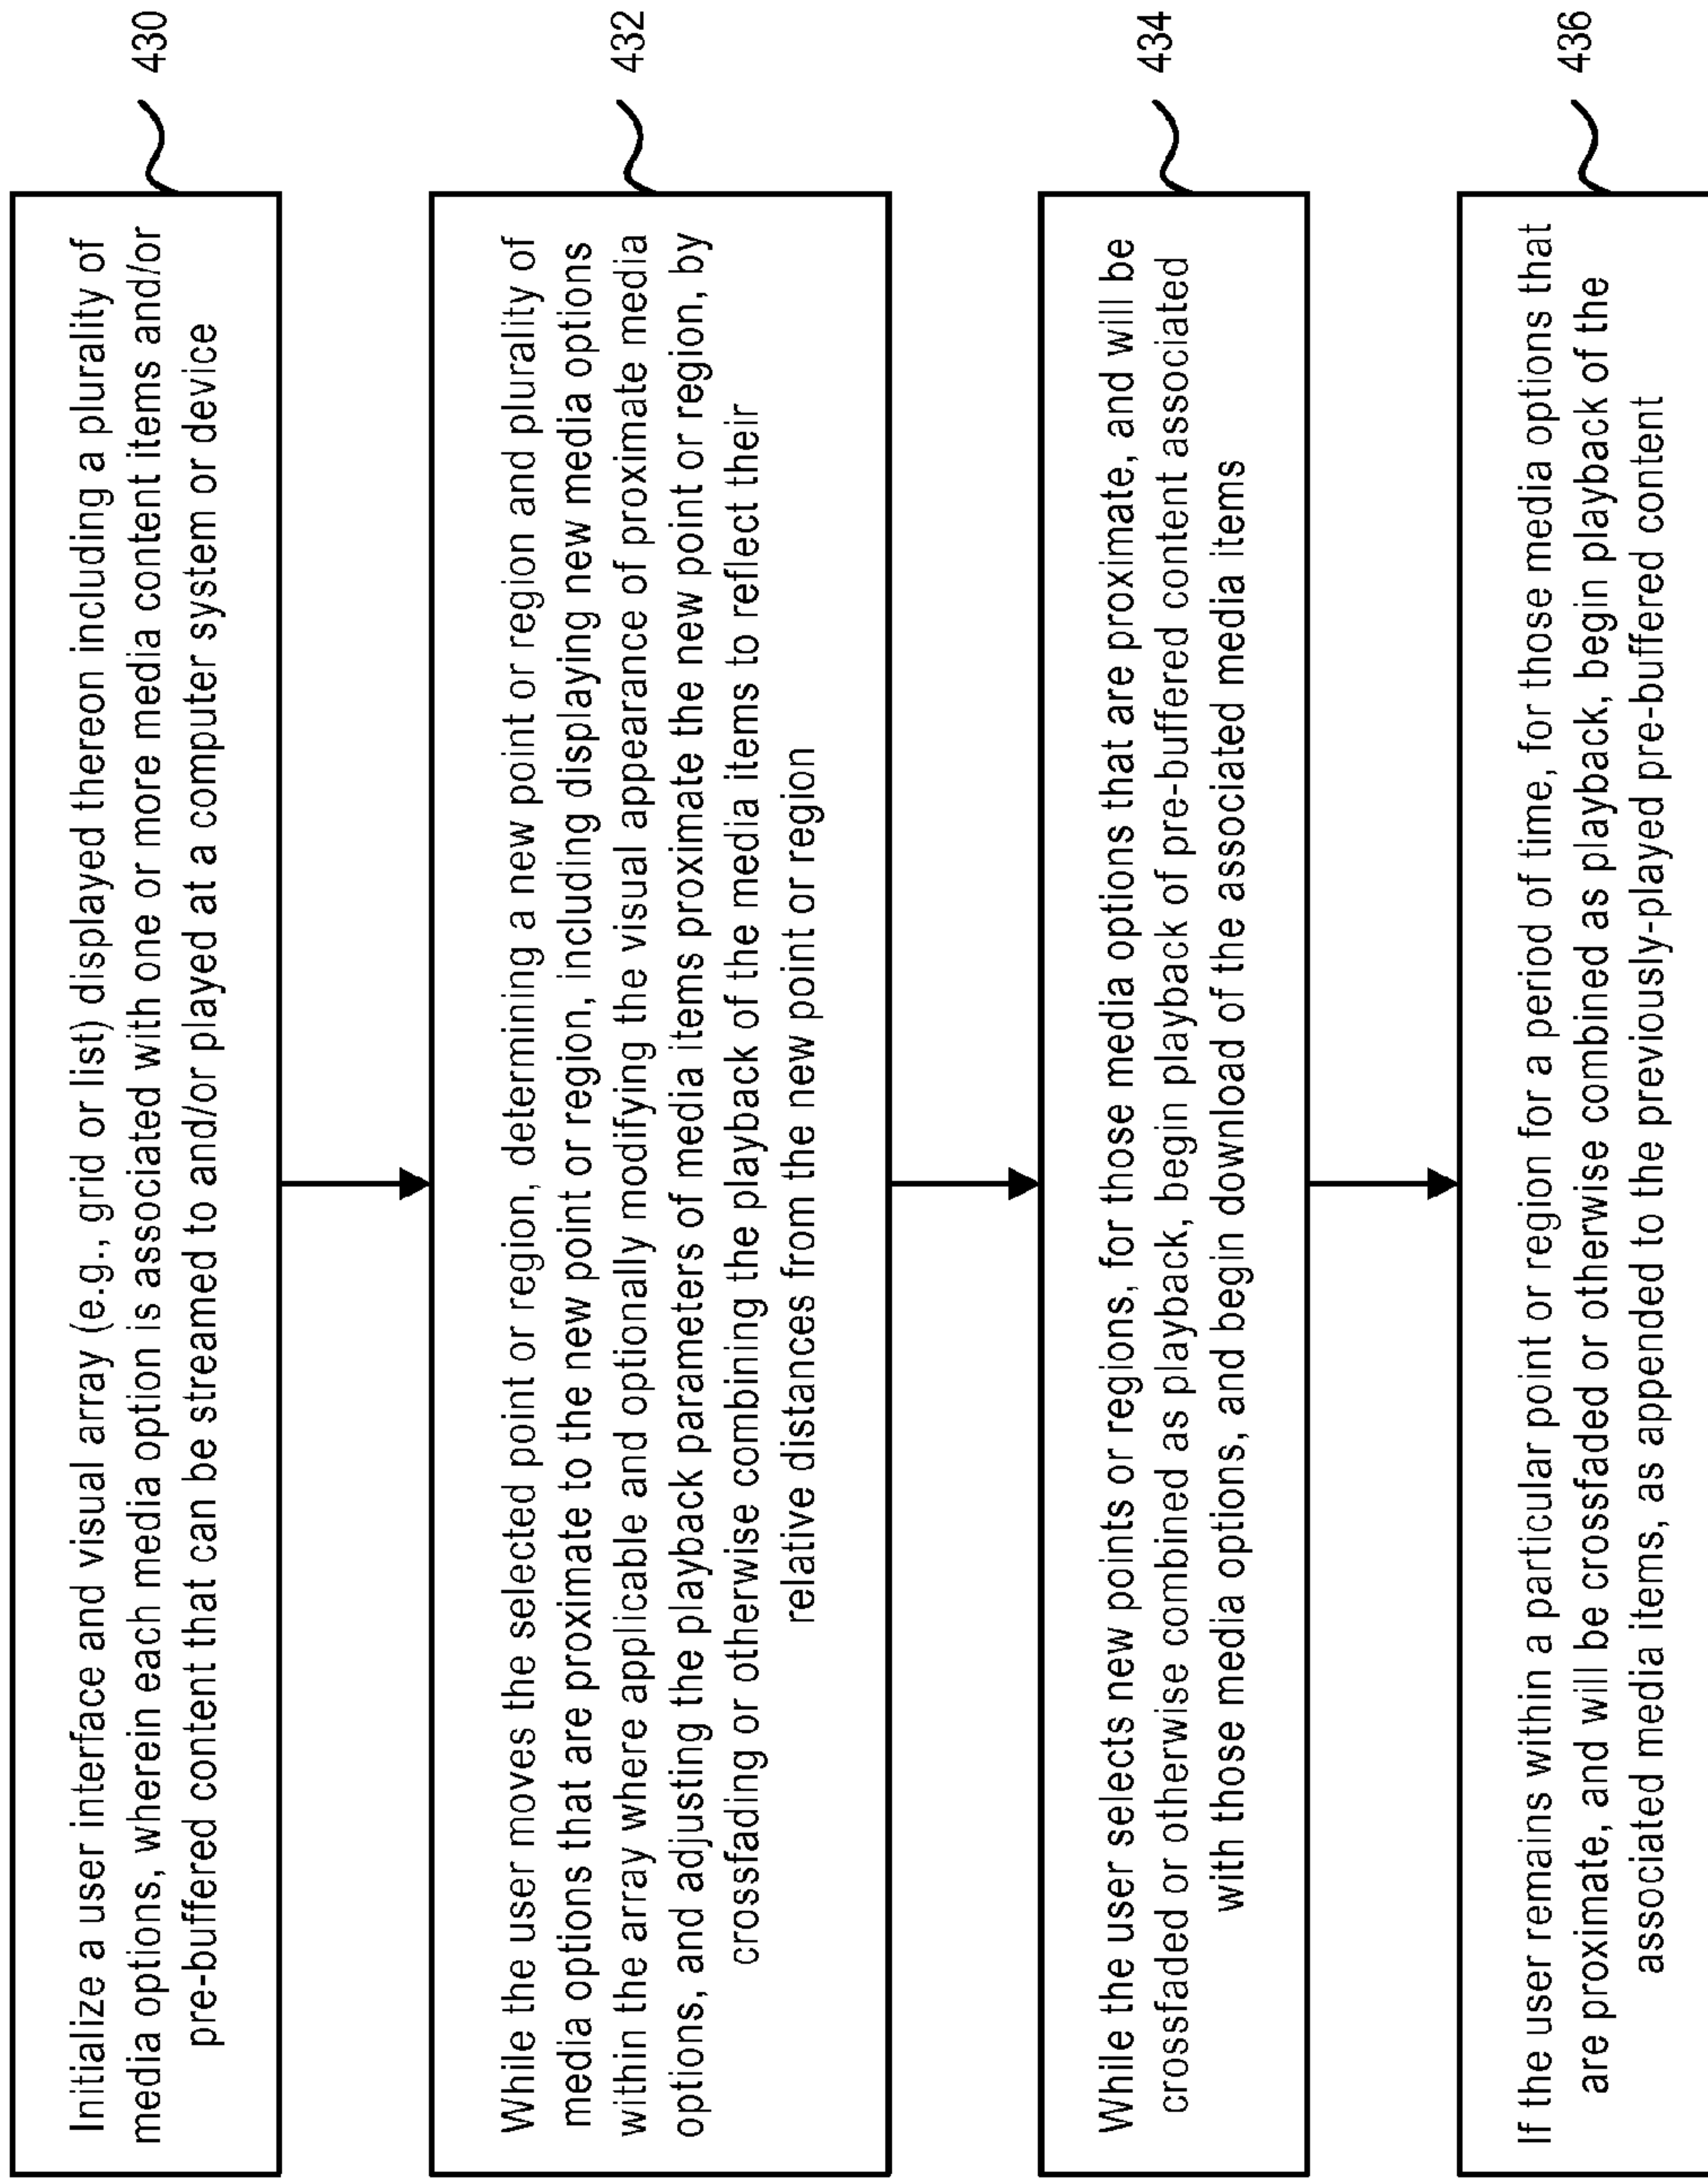 Initialize a user interface and visual array (e.g., grid or list) displayed thereon including a plurality of
media options, wherein each media option is associated with one or more media content items and/or
pre-buffered content that can be streamed to and/or played at a computer system or device
430
While the user moves the selected point or region, determining a new point or region and plurality of
media options that are proximate to the new point or region, including displaying new media options
within the array where applicable and optionally modifying the visual appearance of proximate media
options, and adjusting the playback parameters of media items proximate the new point or region, by
crossfading or otherwise combining the playback of the media items to reflect their
relative distances from the new point or region
432
While the user selects new points or regions, for those media options that are proximate, and will be
crossfaded or otherwise combined as playback, begin playback of pre-buffered content associated
with those media options, and begin download of the associated media items
434
If the user remains within a particular point or region for a period of time, for those media options that
are proximate, and will be crossfaded or otherwise combined as playback, begin playback of the
associated media items, as appended to the previously-played pre-buffered content
436